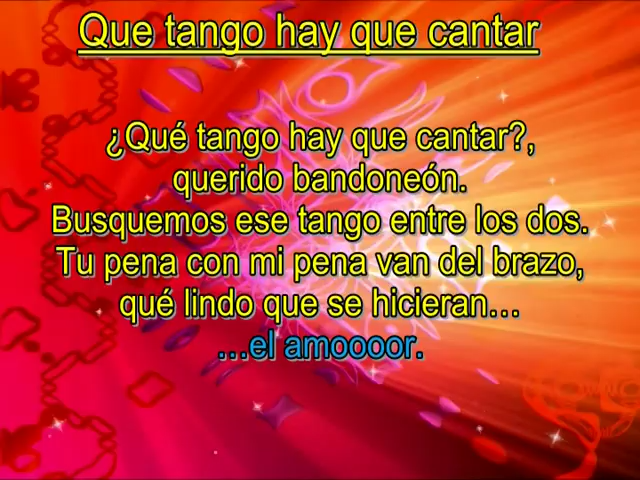 Que tango hay que cantar
¿Qué tango hay que cantar?,
querido bandoneón.
Busquemos ese tango entre los dos.
Tu pena con mi pena van del brazo,
qué lindo que se hicieran...
...el amoooor.